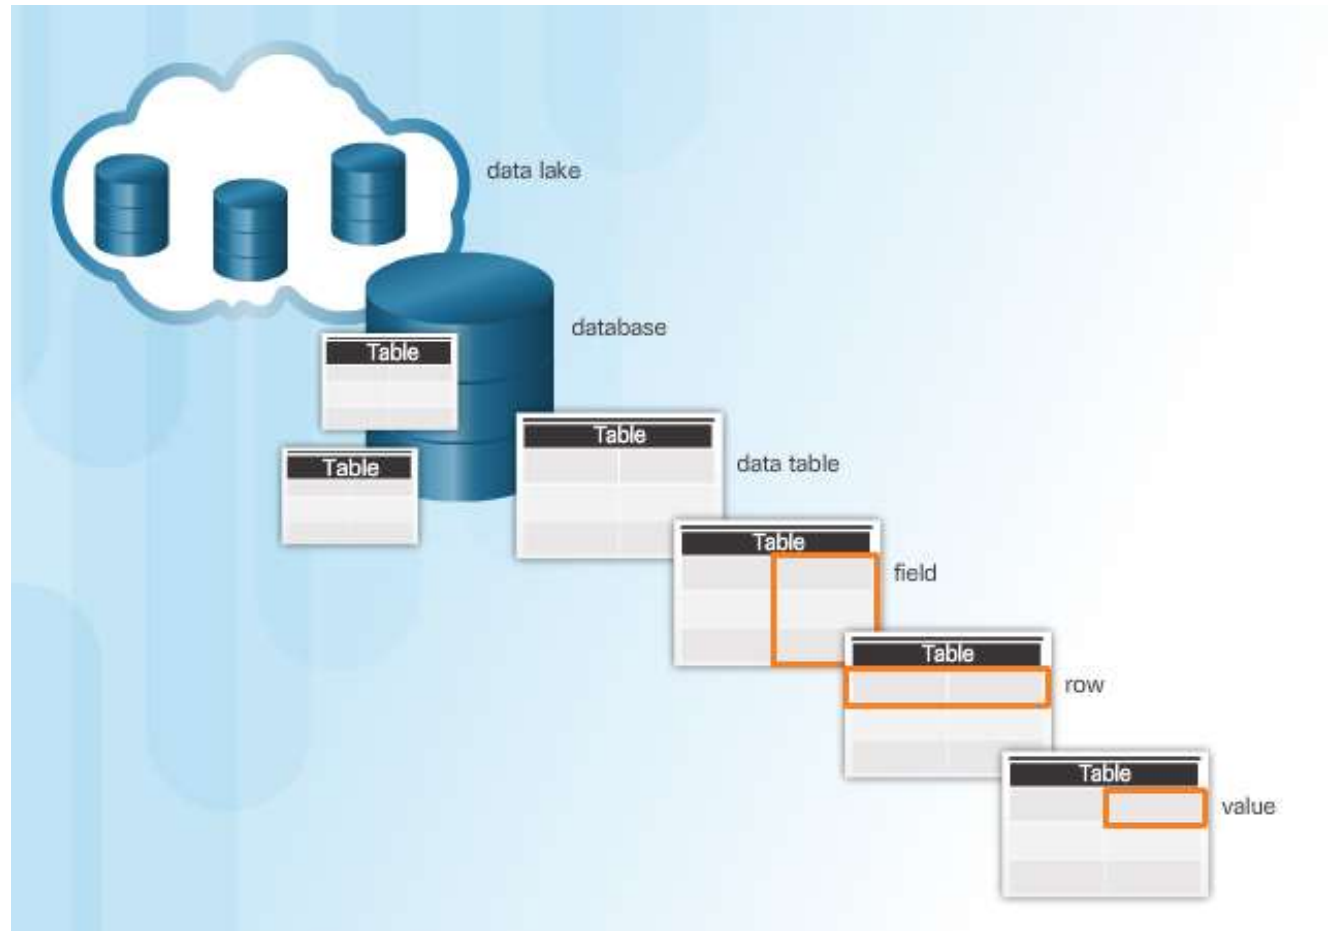 data lake
database
Table
Table
data table
Table
Table
field
Table
row
Table
value